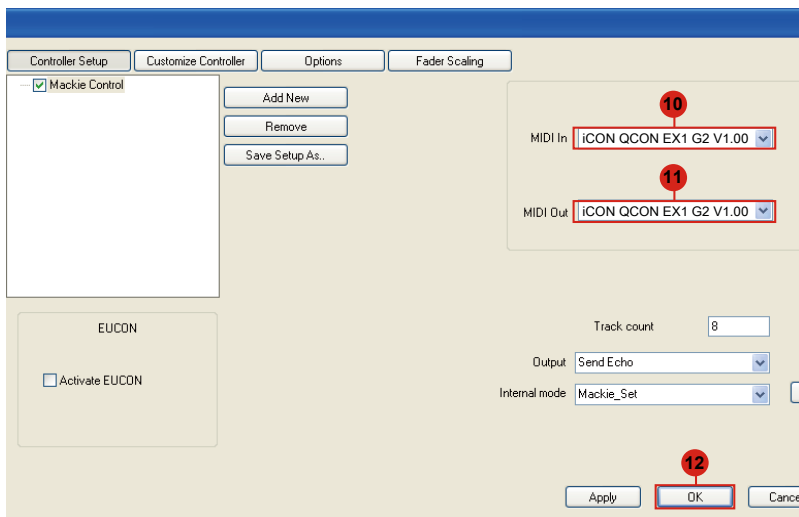 Controller Setup
Customize Controller
Options
Fader Scaling
Mackie Control
Add New
Remove
Save Setup As..
10
MIDI In
iCON QCON EX1 G2 V1.00
11
MIDI Out
iCON QCON EX1 G2 V1.00
EUCON
Activate EUCON
Track count
8
Output
Send Echo
Internal mode
Mackie_Set
12
Apply
OK
Cance